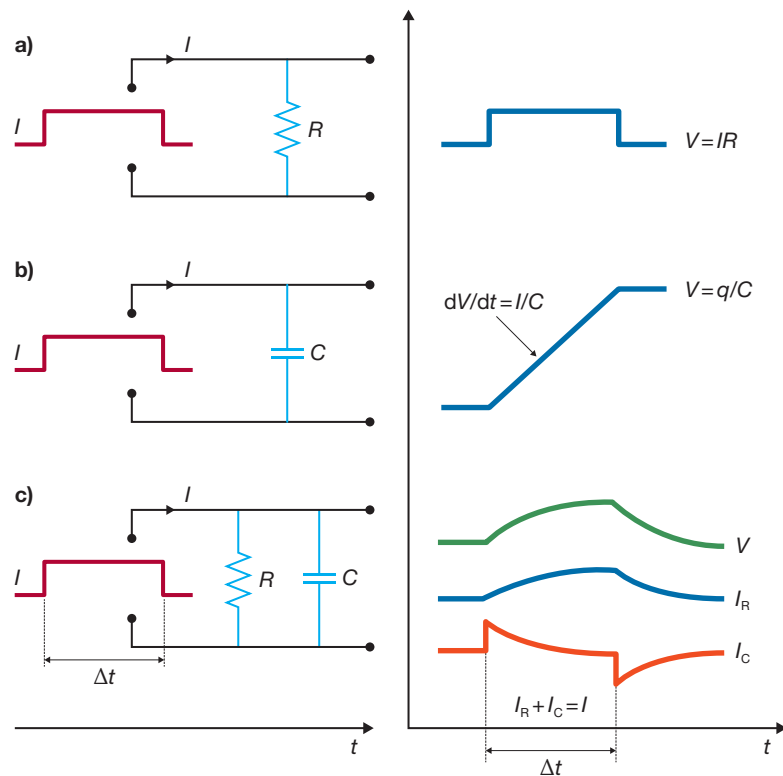 a)
I
I
R
V = IR
b)
I
I
C
dV/dt = I/C
V = q/C
c)
I
I
R
C
Δt
t
V
I_R
I_C
I_R + I_C = I
Δt
t